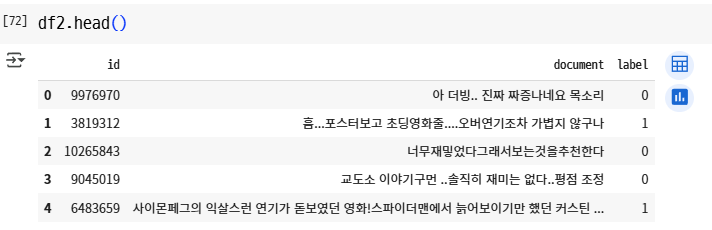 [72] df2.head()
id document label
0 9976970 아 더빙.. 진짜 짜증나네요 목소리 0
1 3819312 흠...포스터보고 초딩영화줄....오버연기조차 가볍지 않구나 1
2 10265843 너무재밓었다그래서보는것을추천한다 0
3 9045019 교도소 이야기구먼 ..솔직히 재미는 없다..평점 조정 0
4 6483659 사이몬페그의 익살스런 연기가 돋보였던 영화!스파이더맨에서 늙어보이기만 했던 커스틴 ... 1